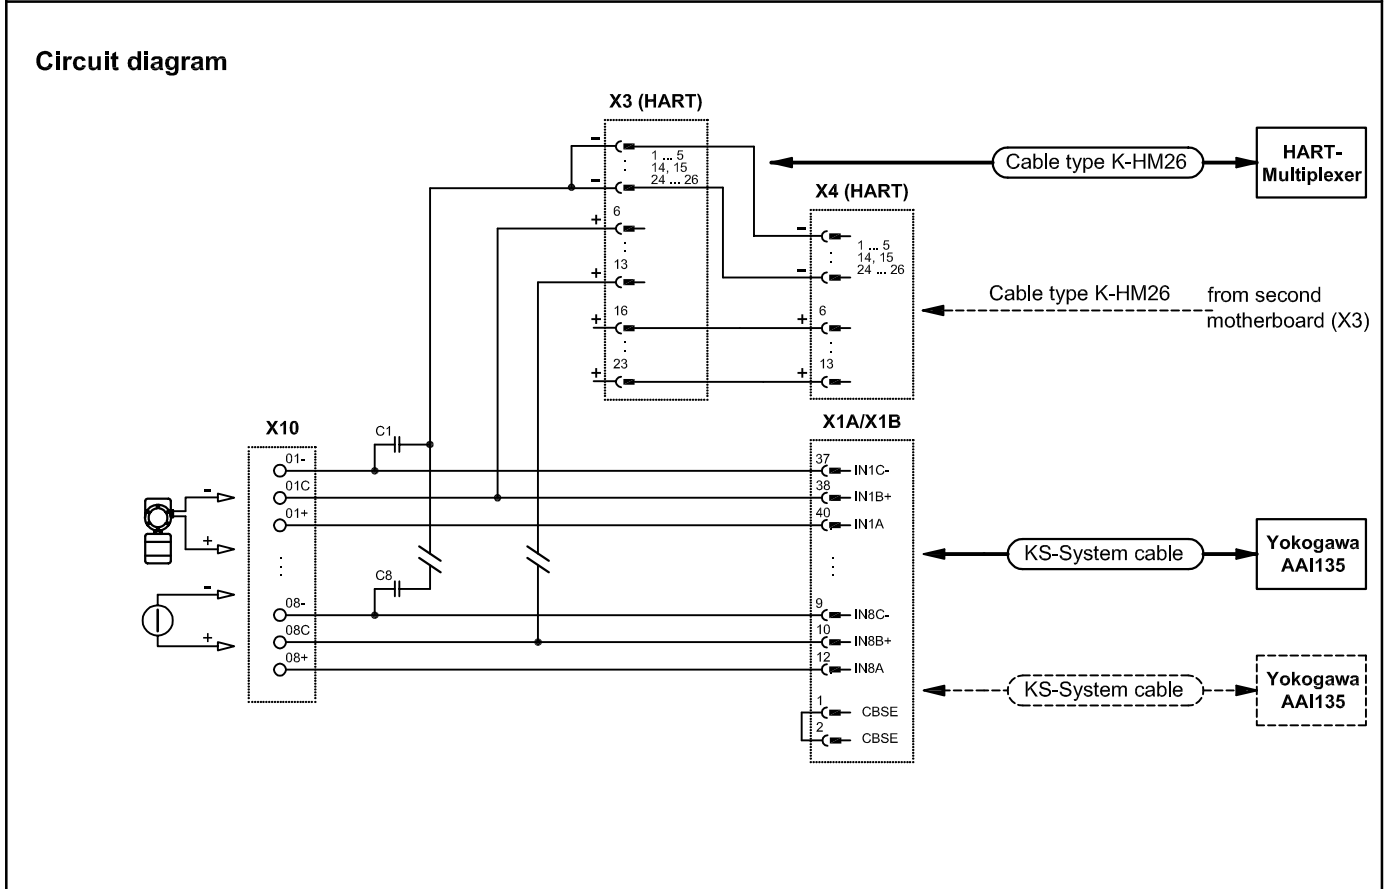 Circuit diagram
X3 (HART)
-
1 ... 5
14, 15
24 ... 26
-
+
6
+
13
+
16
+
23
Cable type K-HM26
HART-
Multiplexer
X4 (HART)
-
1 ... 5
14, 15
24 ... 26
-
+
6
+
13
Cable type K-HM26
from second
motherboard (X3)
X10
01-
01C
01+
08-
08C
08+
-
+
-
+
C1
C8
X1A/X1B
37 IN1C-
38 IN1B+
40 IN1A
9 IN8C-
10 IN8B+
12 IN8A
1 CBSE
2 CBSE
KS-System cable
Yokogawa
AAI135
KS-System cable
Yokogawa
AAI135